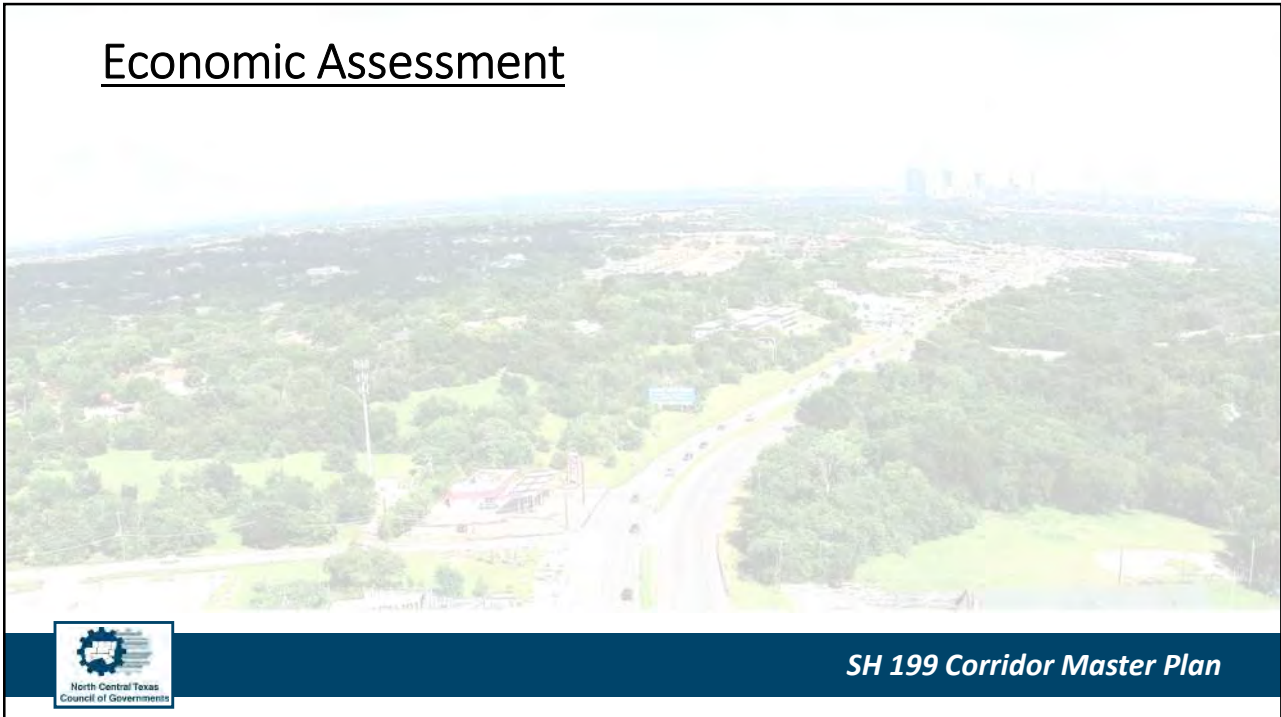 Economic Assessment
North Central Texas
Council of Governments
SH 199 Corridor Master Plan